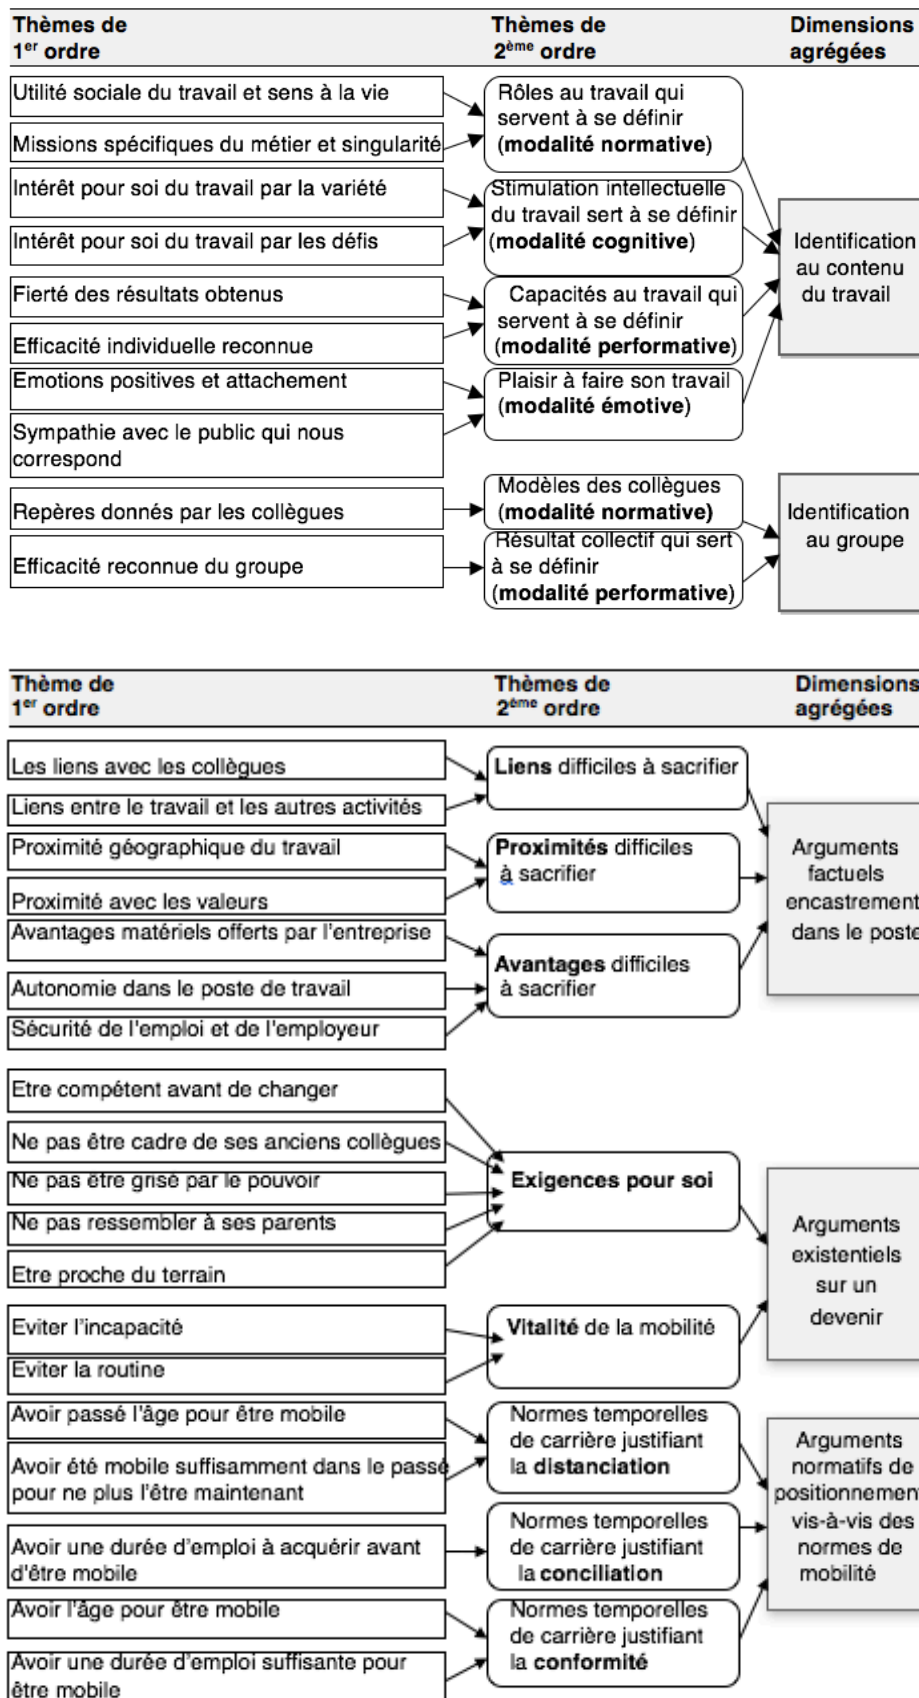 Thèmes de
1er ordre
Thèmes de
2ème ordre
Dimensions
agrégées
Utilité sociale du travail et sens à la vie
Missions spécifiques du métier et singularité
Rôles au travail qui
servent à se définir
(modalité normative)
Intérêt pour soi du travail par la variété
Intérêt pour soi du travail par les défis
Stimulation intellectuelle
du travail sert à se définir
(modalité cognitive)
Fierté des résultats obtenus
Efficacité individuelle reconnue
Capacités au travail qui
servent à se définir
(modalité performative)
Emotions positives et attachement
Sympathie avec le public qui nous
correspond
Plaisir à faire son travail
(modalité émotive)
Identification
au contenu
du travail
Repères donnés par les collègues
Modèles des collègues
(modalité normative)
Efficacité reconnue du groupe
Résultat collectif qui sert
à se définir
(modalité performative)
Identification
au groupe
Thème de
1er ordre
Thèmes de
2ème ordre
Dimensions
agrégées
Les liens avec les collègues
Liens entre le travail et les autres activités
Liens difficiles à sacrifier
Proximité géographique du travail
Proximité avec les valeurs
Proximités difficiles
à sacrifier
Avantages matériels offerts par l'entreprise
Autonomie dans le poste de travail
Sécurité de l'emploi et de l'employeur
Avantages difficiles
à sacrifier
Arguments
factuels
encastrement
dans le poste
Etre compétent avant de changer
Ne pas être cadre de ses anciens collègues
Ne pas être grisé par le pouvoir
Ne pas ressembler à ses parents
Etre proche du terrain
Exigences pour soi
Eviter l'incapacité
Eviter la routine
Vitalité de la mobilité
Arguments
existentiels
sur un
devenir
Avoir passé l'âge pour être mobile
Avoir été mobile suffisamment dans le passé
pour ne plus l'être maintenant
Normes temporelles
de carrière justifiant
la distanciation
Avoir une durée d'emploi à acquérir avant
d'être mobile
Normes temporelles
de carrière justifiant
la conciliation
Avoir l'âge pour être mobile
Avoir une durée d'emploi suffisante pour
être mobile
Normes temporelles
de carrière justifiant
la conformité
Arguments
normatifs de
positionnement
vis-à-vis des
normes de
mobilité